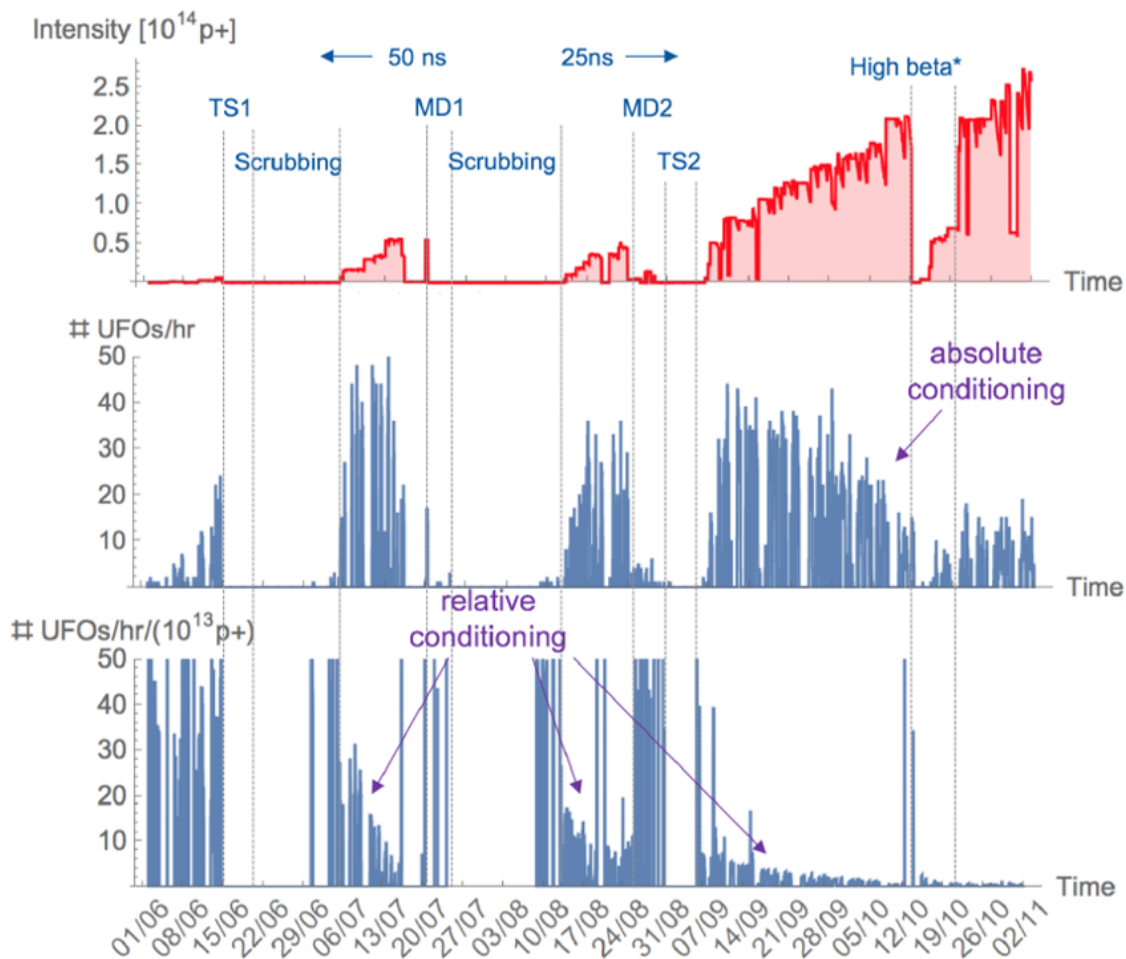 Intensity [10¹⁴p+]
50 ns
25ns
High beta*
TS1
MD1
MD2
Scrubbing
Scrubbing
TS2
2.5
2.0
1.5
1.0
0.5
Time
# UFOs/hr
50
40
30
20
10
absolute
conditioning
Time
relative
conditioning
# UFOs/hr/(10¹³p+)
50
40
30
20
10
Time
01/06
08/06
15/06
22/06
29/06
06/07
13/07
20/07
27/07
03/08
10/08
17/08
24/08
31/08
07/09
14/09
21/09
28/09
05/10
12/10
19/10
26/10
02/11